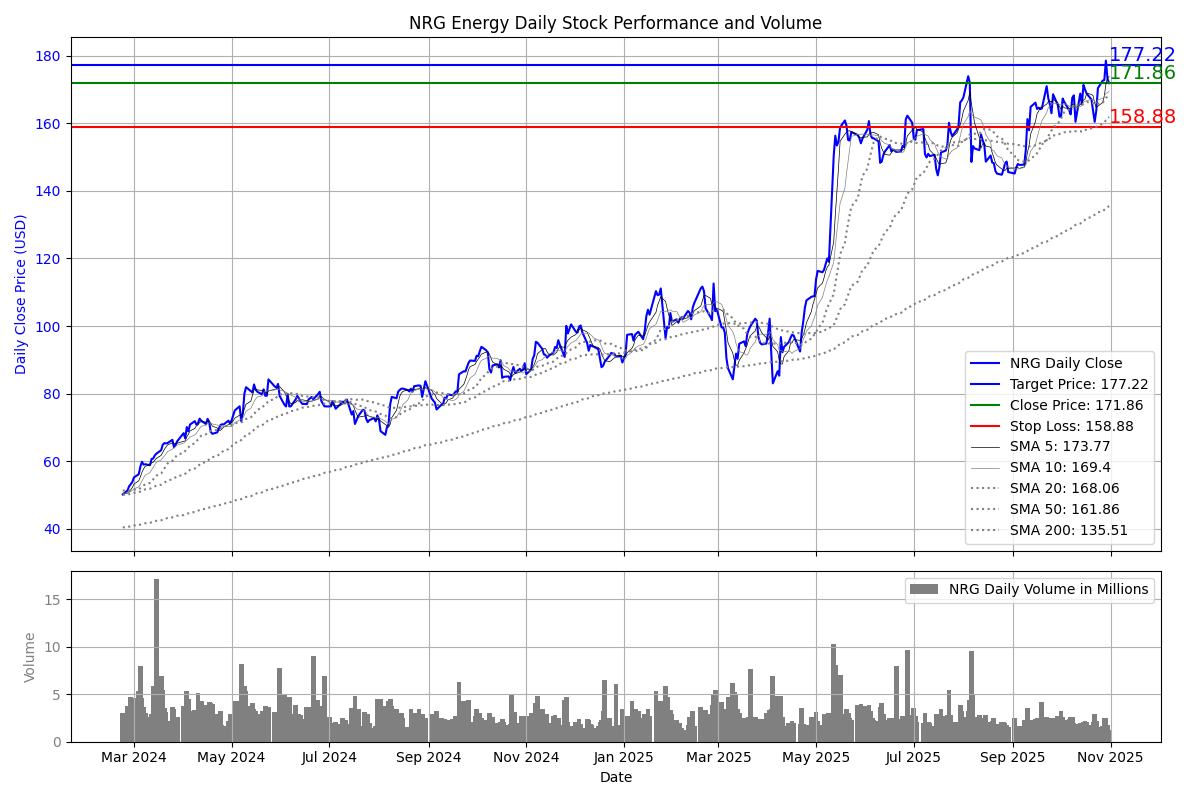 NRG Energy Daily Stock Performance and Volume
180
160
140
120
100
80
60
40
Daily Close Price (USD)
177.22
171.86
158.88
NRG Daily Close
Target Price: 177.22
Close Price: 171.86
Stop Loss: 158.88
SMA 5: 173.77
SMA 10: 169.4
SMA 20: 168.06
SMA 50: 161.86
SMA 200: 135.51
15
10
5
0
Volume
NRG Daily Volume in Millions
Mar 2024 May 2024 Jul 2024 Sep 2024 Nov 2024 Jan 2025 Mar 2025 May 2025 Jul 2025 Sep 2025 Nov 2025
Date